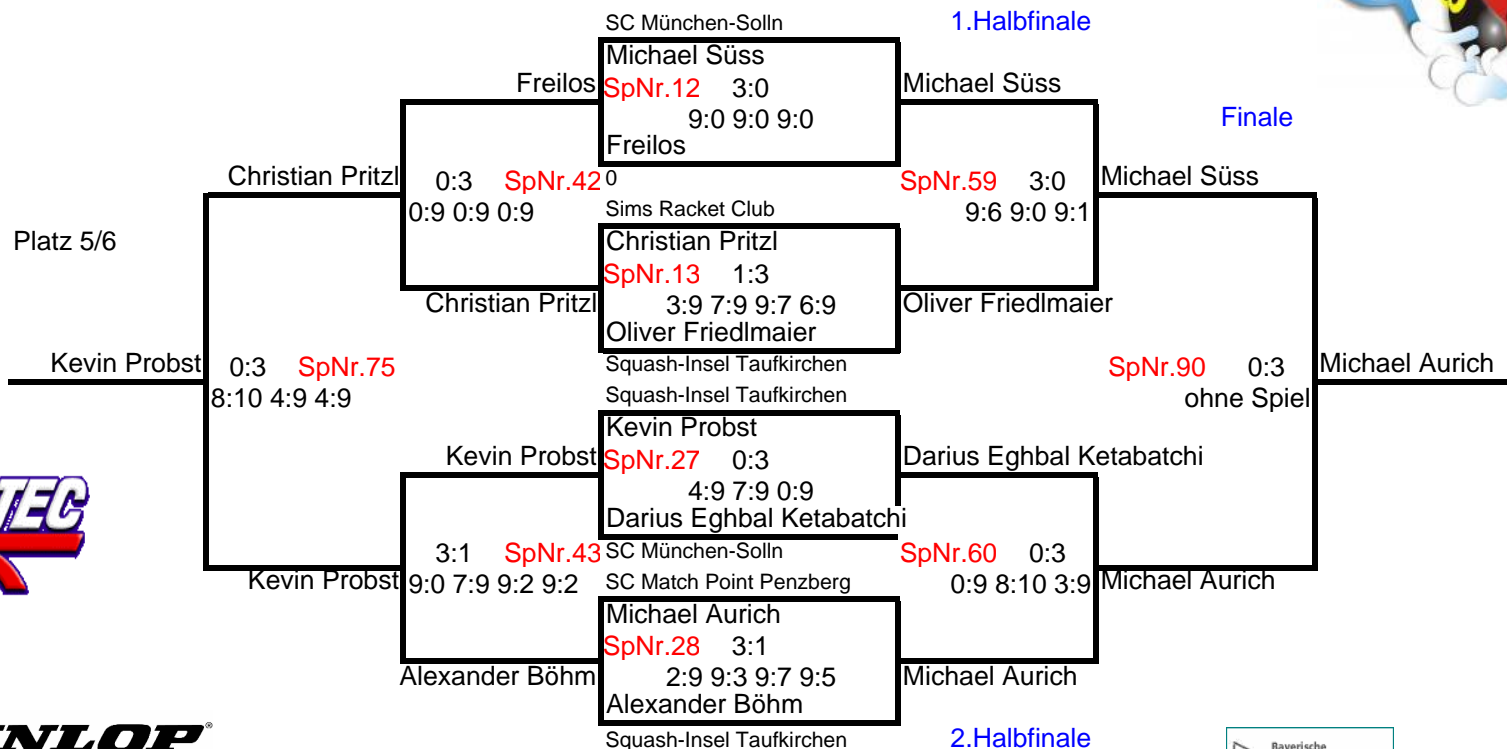 SC München-Solln
1.Halbfinale
Michael Süss
Freilos
SpNr.12 3:0
Michael Süss
9:0 9:0 9:0
Finale
Freilos
Christian Pritzl
0:3 SpNr.42
0
SpNr.59 3:0
Michael Süss
0:9 0:9 0:9
Sims Racket Club
9:6 9:0 9:1
Platz 5/6
Christian Pritzl
SpNr.13 1:3
Christian Pritzl
3:9 7:9 9:7 6:9
Oliver Friedlmaier
Oliver Friedlmaier
Kevin Probst
0:3 SpNr.75
Squash-Insel Taufkirchen
SpNr.90 0:3
Michael Aurich
8:10 4:9 4:9
Squash-Insel Taufkirchen
ohne Spiel
Kevin Probst
Kevin Probst
SpNr.27 0:3
Darius Eghbal Ketabatchi
4:9 7:9 0:9
Darius Eghbal Ketabatchi
3:1 SpNr.43
SC München-Solln
SpNr.60 0:3
Kevin Probst
9:0 7:9 9:2 9:2
SC Match Point Penzberg
0:9 8:10 3:9
Michael Aurich
Michael Aurich
SpNr.28 3:1
Alexander Böhm
2:9 9:3 9:7 9:5
Michael Aurich
Alexander Böhm
Squash-Insel Taufkirchen
2.Halbfinale
Bayerische